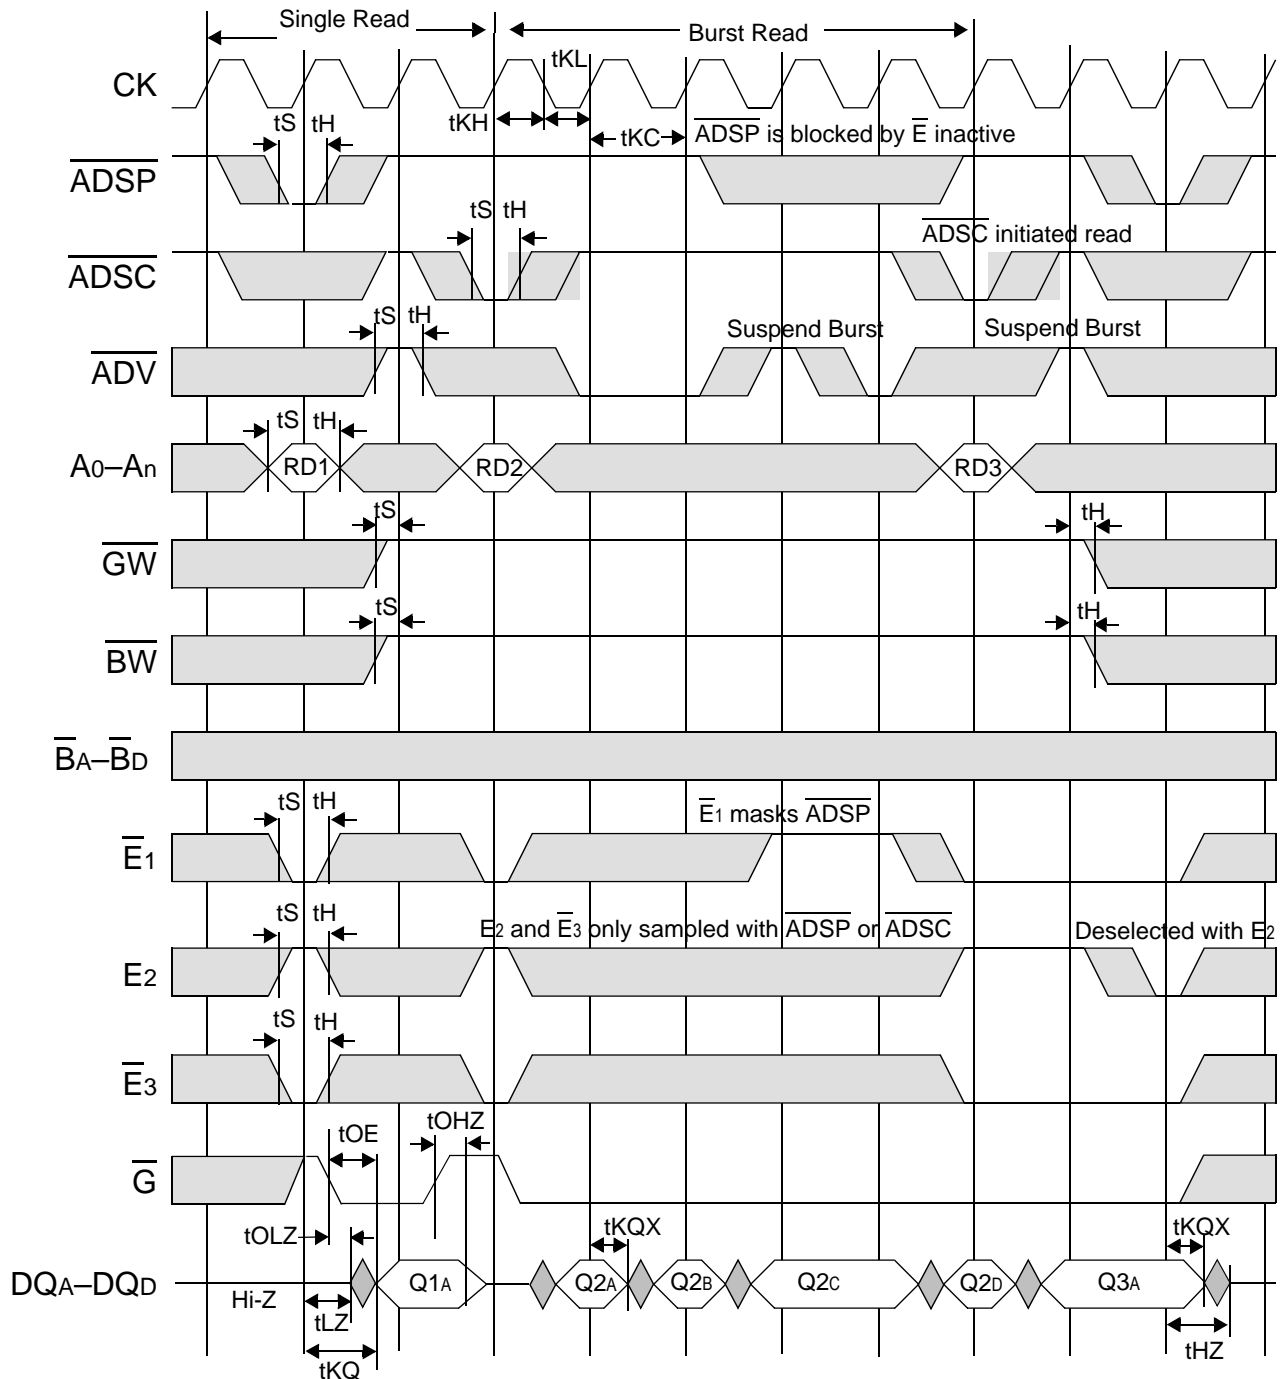 Single Read
Burst Read
CK
tKL
tKH
tKC
tS tH
ADSP is blocked by E inactive
ADSP
tS tH
ADSC initiated read
ADSC
tS tH
Suspend Burst
Suspend Burst
ADV
tS tH
A0–An
RD1
RD2
RD3
tS
tH
GW
tS
tH
BW
BA–BD
tS tH
E1 masks ADSP
E1
tS tH
E2 and E3 only sampled with ADSP or ADSC
Deselected with E2
E2
tS tH
E3
tOHZ
tOE
G
tOLZ
tKQX
tKQX
DQA–DQD
Q1A
Q2A
Q2B
Q2C
Q2D
Q3A
Hi-Z
tLZ
tHZ
tKQ